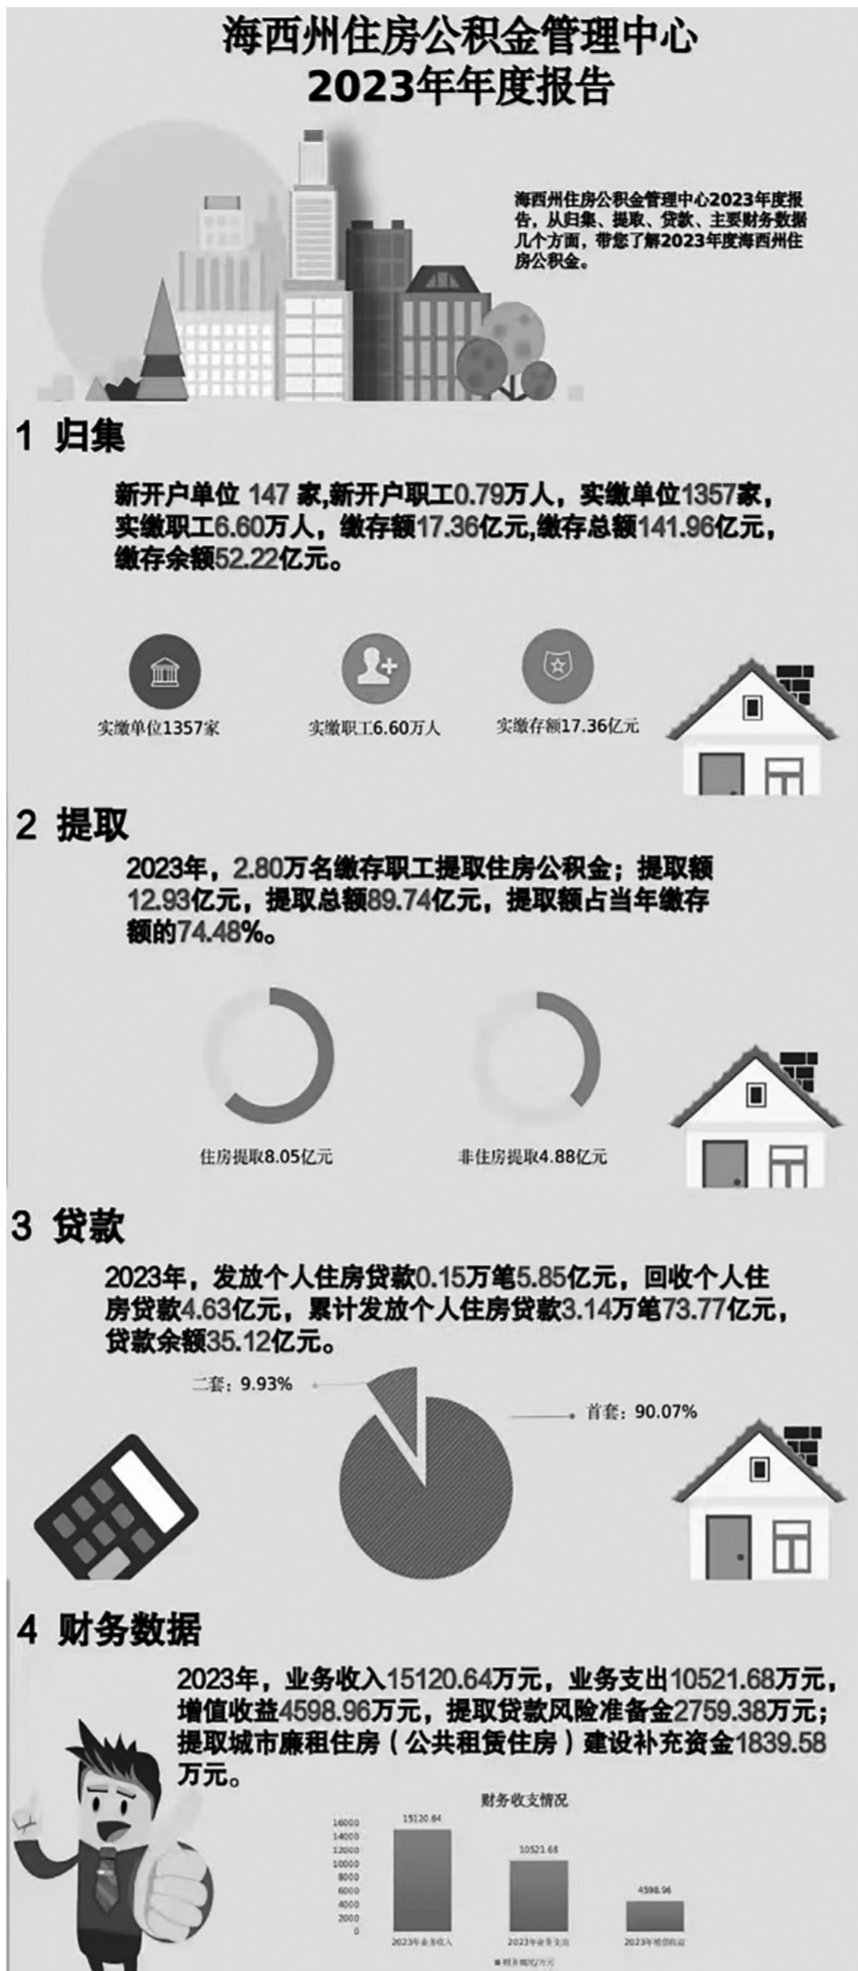 海西州住房公积金管理中心
2023年年度报告
海西州住房公积金管理中心2023年度报
告，从归集、提取、贷款、主要财务数据
几个方面，带您了解2023年度海西州住
房公积金。
1 归集
新开户单位 147 家,新开户职工0.79万人，实缴单位1357家，
实缴职工6.60万人，缴存额17.36亿元,缴存总额141.96亿元，
缴存余额52.22亿元。
实缴单位1357家
实缴职工6.60万人
实缴存额17.36亿元
2 提取
2023年，2.80万名缴存职工提取住房公积金；提取额
12.93亿元，提取总额89.74亿元，提取额占当年缴存
额的74.48%。
住房提取8.05亿元
非住房提取4.88亿元
3 贷款
2023年，发放个人住房贷款0.15万笔5.85亿元，回收个人住
房贷款4.63亿元，累计发放个人住房贷款3.14万笔73.77亿元，
贷款余额35.12亿元。
二套：9.93%
首套：90.07%
4 财务数据
2023年，业务收入15120.64万元，业务支出10521.68万元，
增值收益4598.96万元，提取贷款风险准备金2759.38万元；
提取城市廉租住房（公共租赁住房）建设补充资金1839.58
万元。
财务收支情况
16000
14000
12000
10000
8000
6000
4000
2000
0
15120.64
10521.68
4598.96
2023年业务收入
2023年业务支出
2023年增值收益
■财务概况/万元